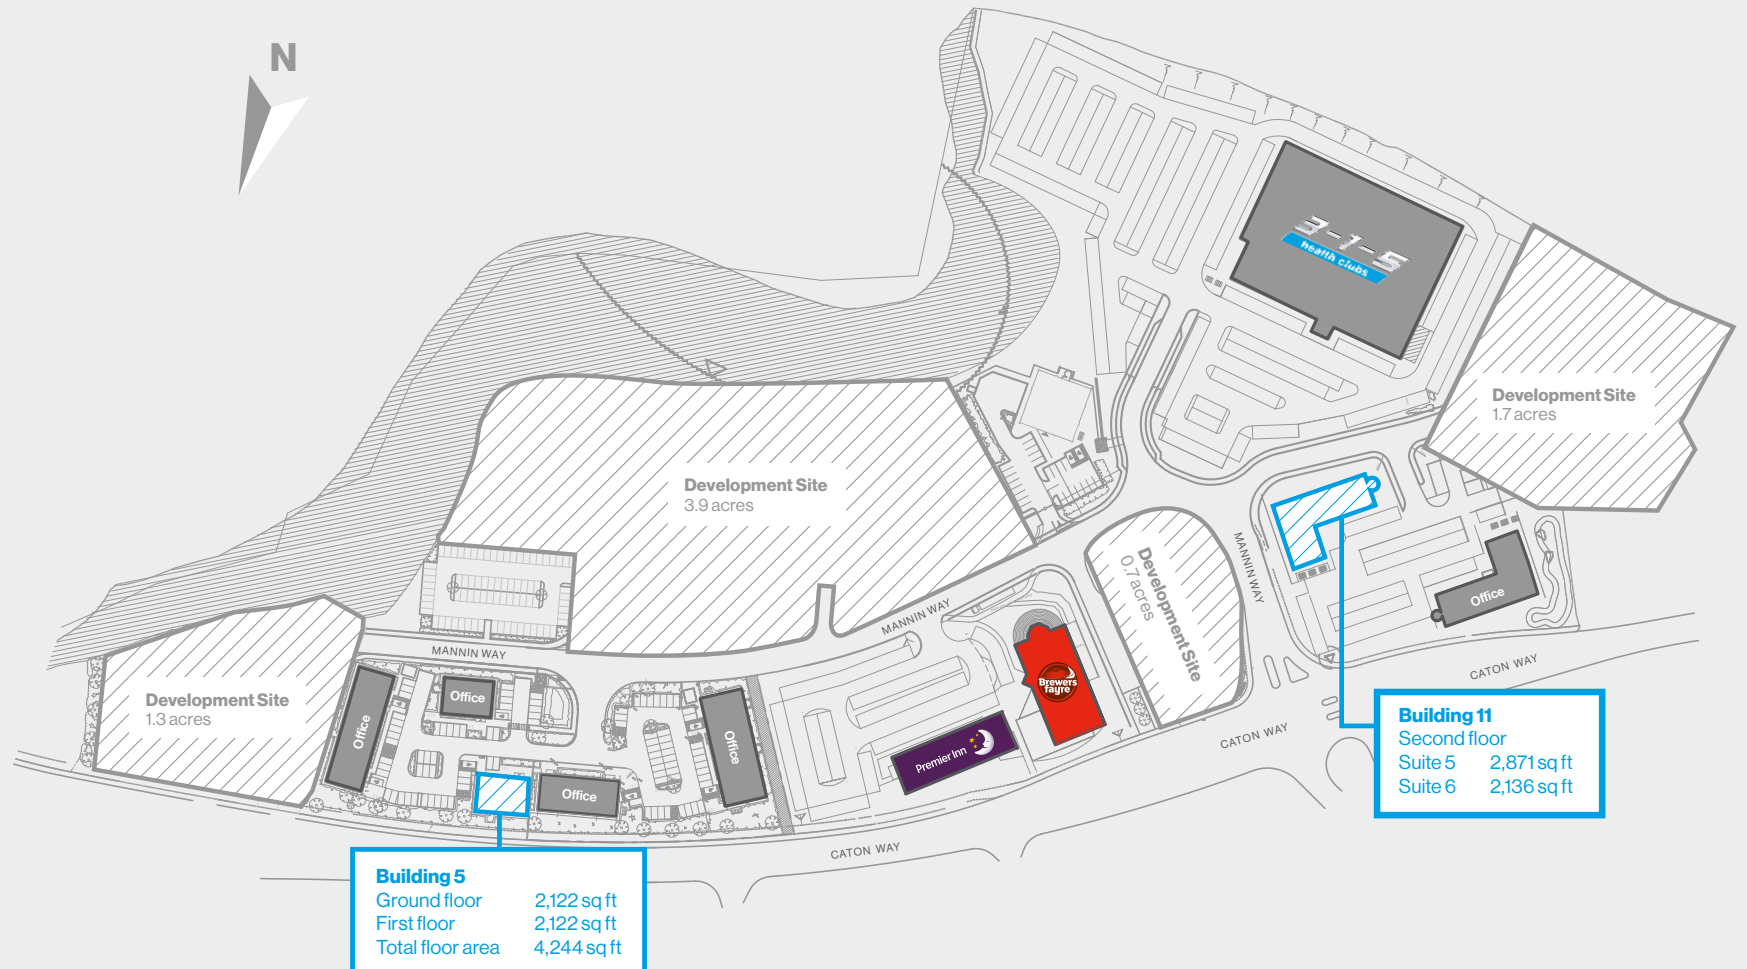 N
3-1-5
health clubs
Development Site
1.7 acres
Development Site
3.9 acres
Development Site
0.7 acres
MANNIN WAY
Office
MANNIN WAY
MANNIN WAY
CATON WAY
Brewers
fayre
Development Site
1.3 acres
Office
Office
Office
Office
Premier Inn
CATON WAY
CATON WAY
Building 11
Second floor
Suite 5 2,871 sq ft
Suite 6 2,136 sq ft
Building 5
Ground floor 2,122 sq ft
First floor 2,122 sq ft
Total floor area 4,244 sq ft